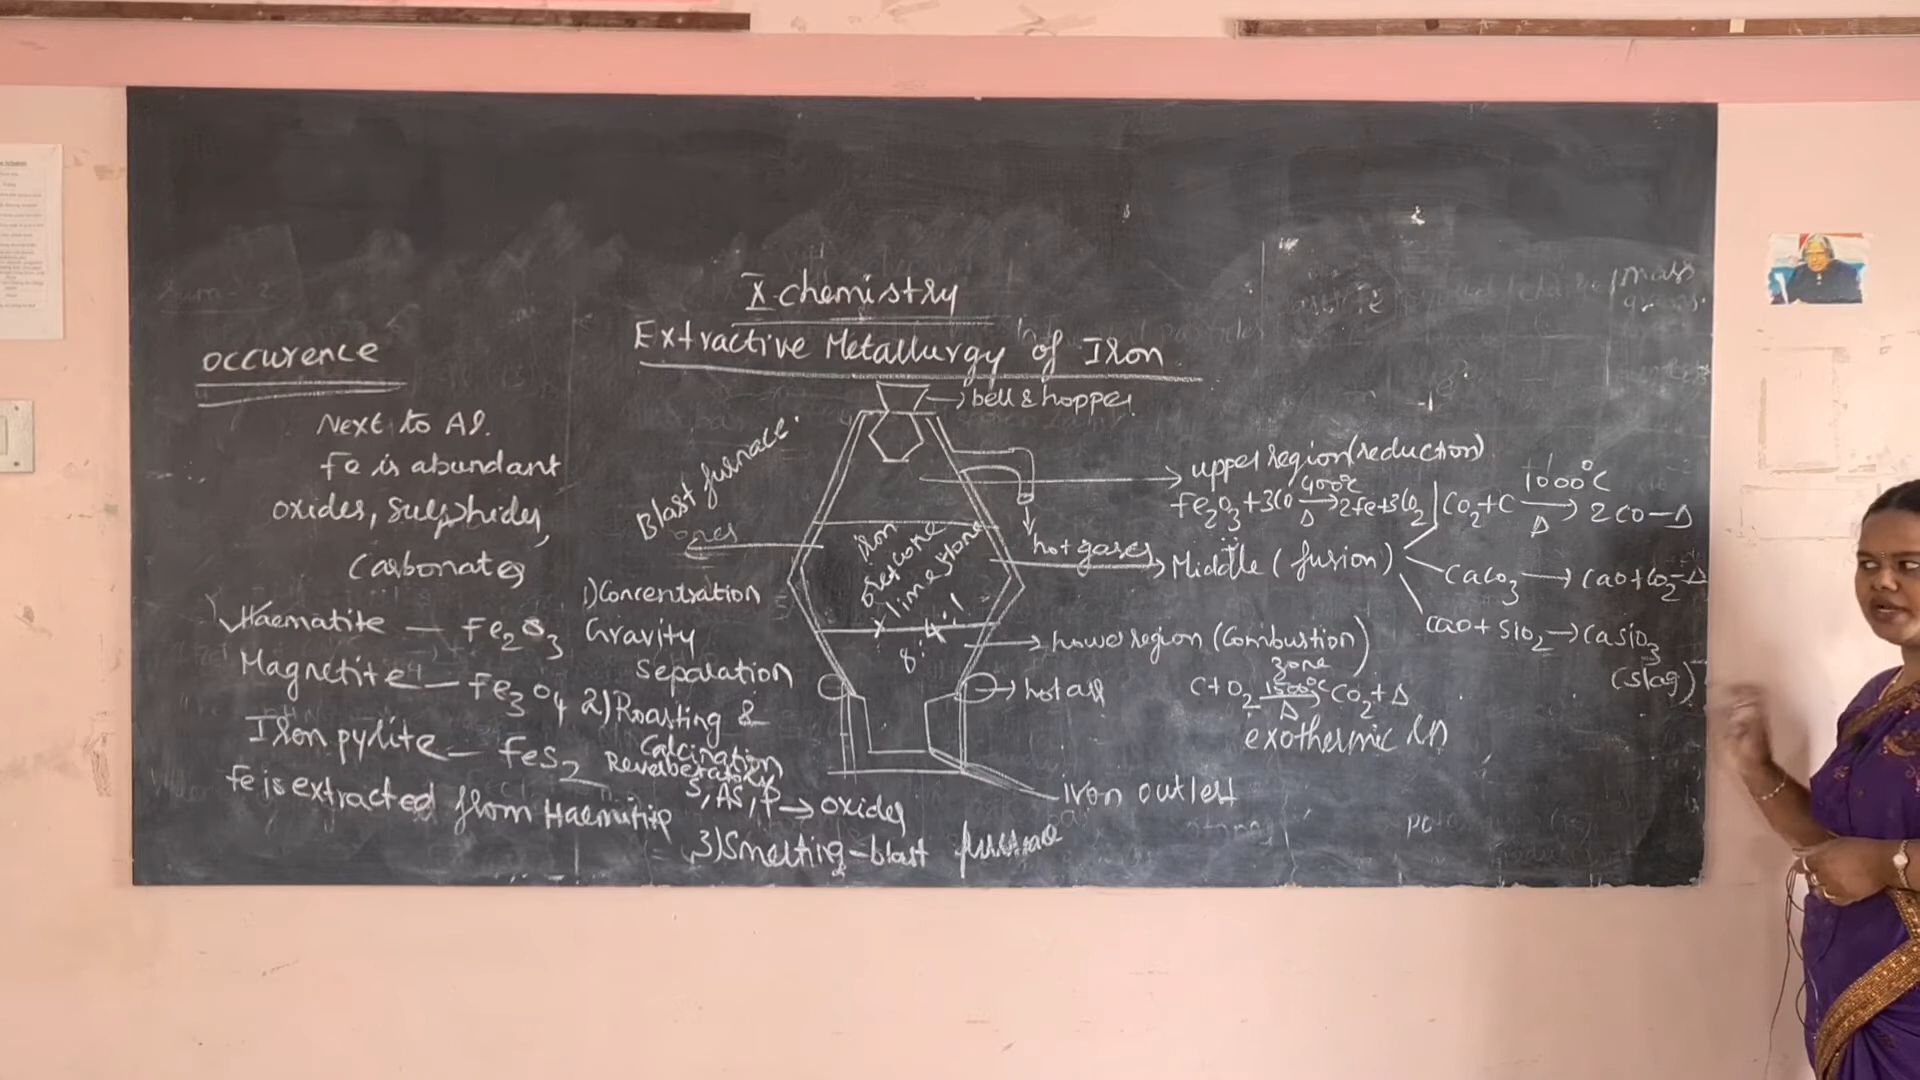 X-chemistry
Extractive Metallurgy of Iron
occurence
Next to Al.
Fe is abundant
oxides, sulphides,
Carbonates
Haematite — Fe2O3
Magnetite — Fe3O4
Iron pyrite — FeS2
Fe is extracted from Haematite
1) Concentration
Gravity
separation
2) Roasting &
Calcination
Reverberatory
S, AS, P → oxides
3) Smelting-blast furnace
Blast furnace.
ores
bell & hopper
iron
ore+coke
+ limestone
8:4:1
hot gases
hot air
iron outlet
upper region (reduction)
Fe2O3 + 3CO 400°C → Δ 2Fe + 3CO2
Middle (fusion)
CO2 + C 1000°C → Δ 2CO - Δ
CaCO3 → CaO + CO2 - Δ
CaO + SiO2 → CaSiO3
(slag)
lower region (Combustion
zone)
C + O2 1500°C → Δ CO2 + Δ
exothermic